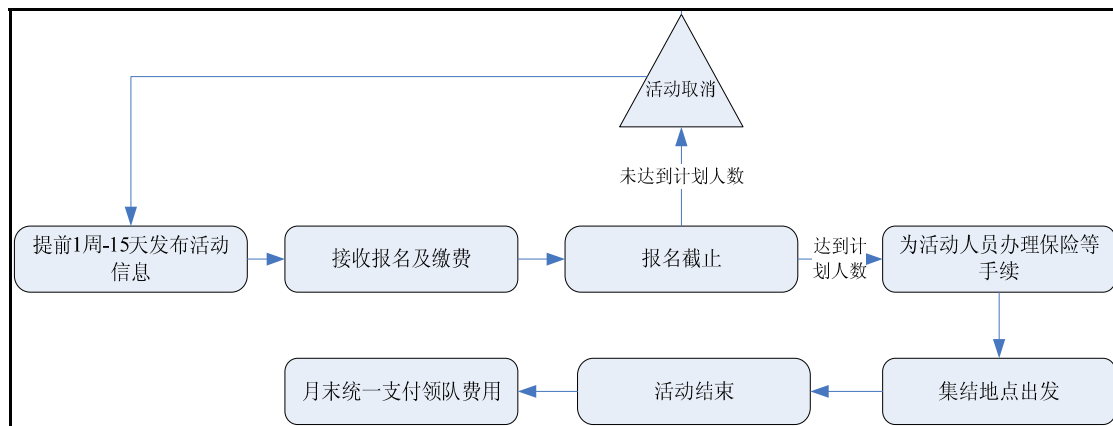 活动取消
未达到计划人数
提前1周-15天发布活动
信息
接收报名及缴费
报名截止
达到计
划人数
为活动人员办理保险等
手续
月末统一支付领队费用
活动结束
集结地点出发